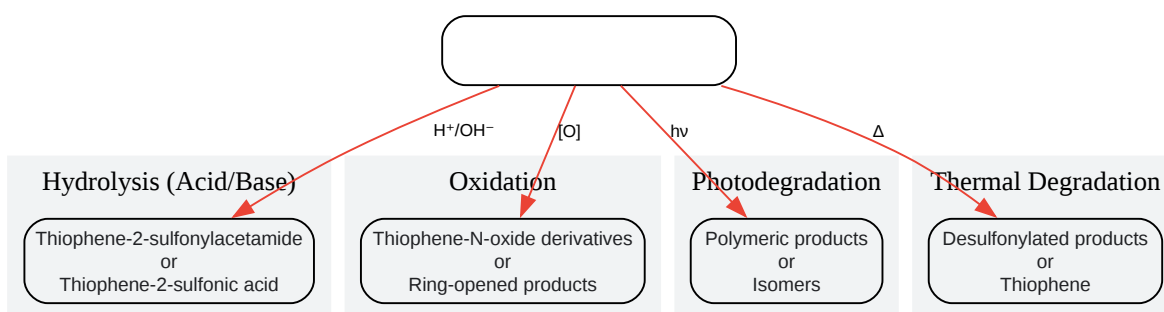 H⁺/OH⁻
[O]
hν
Δ
Hydrolysis (Acid/Base)
Oxidation
Photodegradation
Thermal Degradation
Thiophene-2-sulfonylacetamide
or
Thiophene-2-sulfonic acid
Thiophene-N-oxide derivatives
or
Ring-opened products
Polymeric products
or
Isomers
Desulfonylated products
or
Thiophene